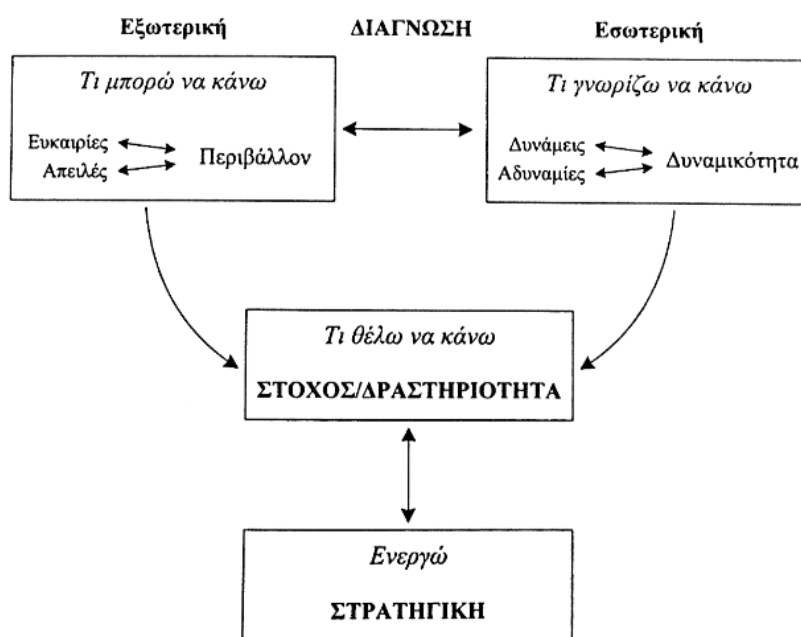 Εξωτερική ΔΙΑΓΝΩΣΗ Εσωτερική
Τι μπορώ να κάνω
Ευκαιρίες
Απειλές
Περιβάλλον
Τι γνωρίζω να κάνω
Δυνάμεις
Αδυναμίες
Δυναμικότητα
Τι θέλω να κάνω
ΣΤΟΧΟΣ/ΔΡΑΣΤΗΡΙΟΤΗΤΑ
Ενεργώ
ΣΤΡΑΤΗΓΙΚΗ